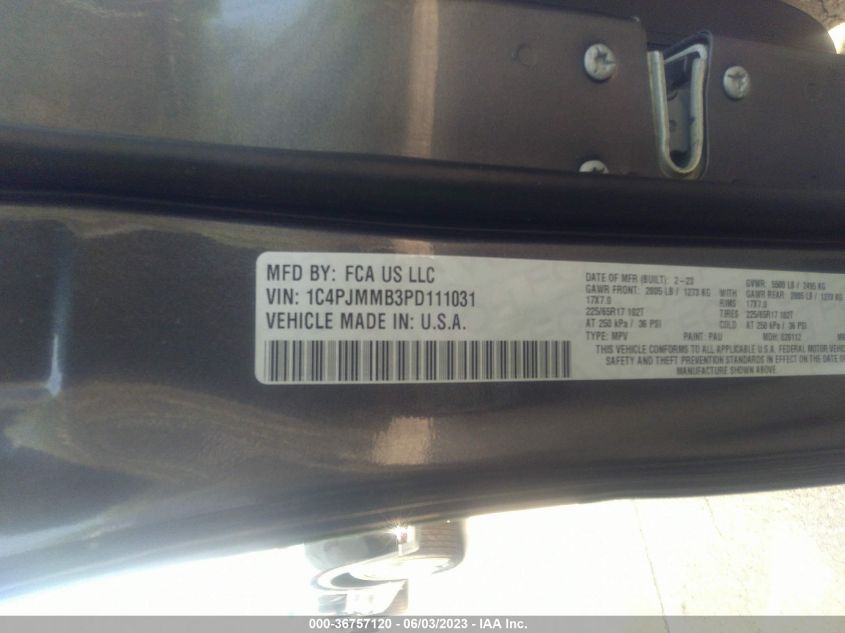 MFD BY: FCA US LLC
VIN: 1C4PJMMB3PD111031
VEHICLE MADE IN: U.S.A.
DATE OF MFR (BUILT): 2-23 GVWR: 5500 LB / 2495 KG
GAWR FRONT: 2805 LB / 1273 KG WITH GAWR REAR: 2805 LB / 1273 KG
17X7.0 RIMS 17X7.0
225/65R17 102T TIRES 225/65R17 102T
AT 250 kPa / 36 PSI COLD AT 250 kPa / 36 PSI
TYPE: MPV PAINT: PAU MDH:
THIS VEHICLE CONFORMS TO ALL APPLICABLE U.S.A. FEDERAL MOTOR VEHICLE
SAFETY AND THEFT PREVENTION STANDARDS IN EFFECT ON THE DATE OF
MANUFACTURE SHOWN ABOVE.
000-36757120 - 06/03/2023 - IAA Inc.